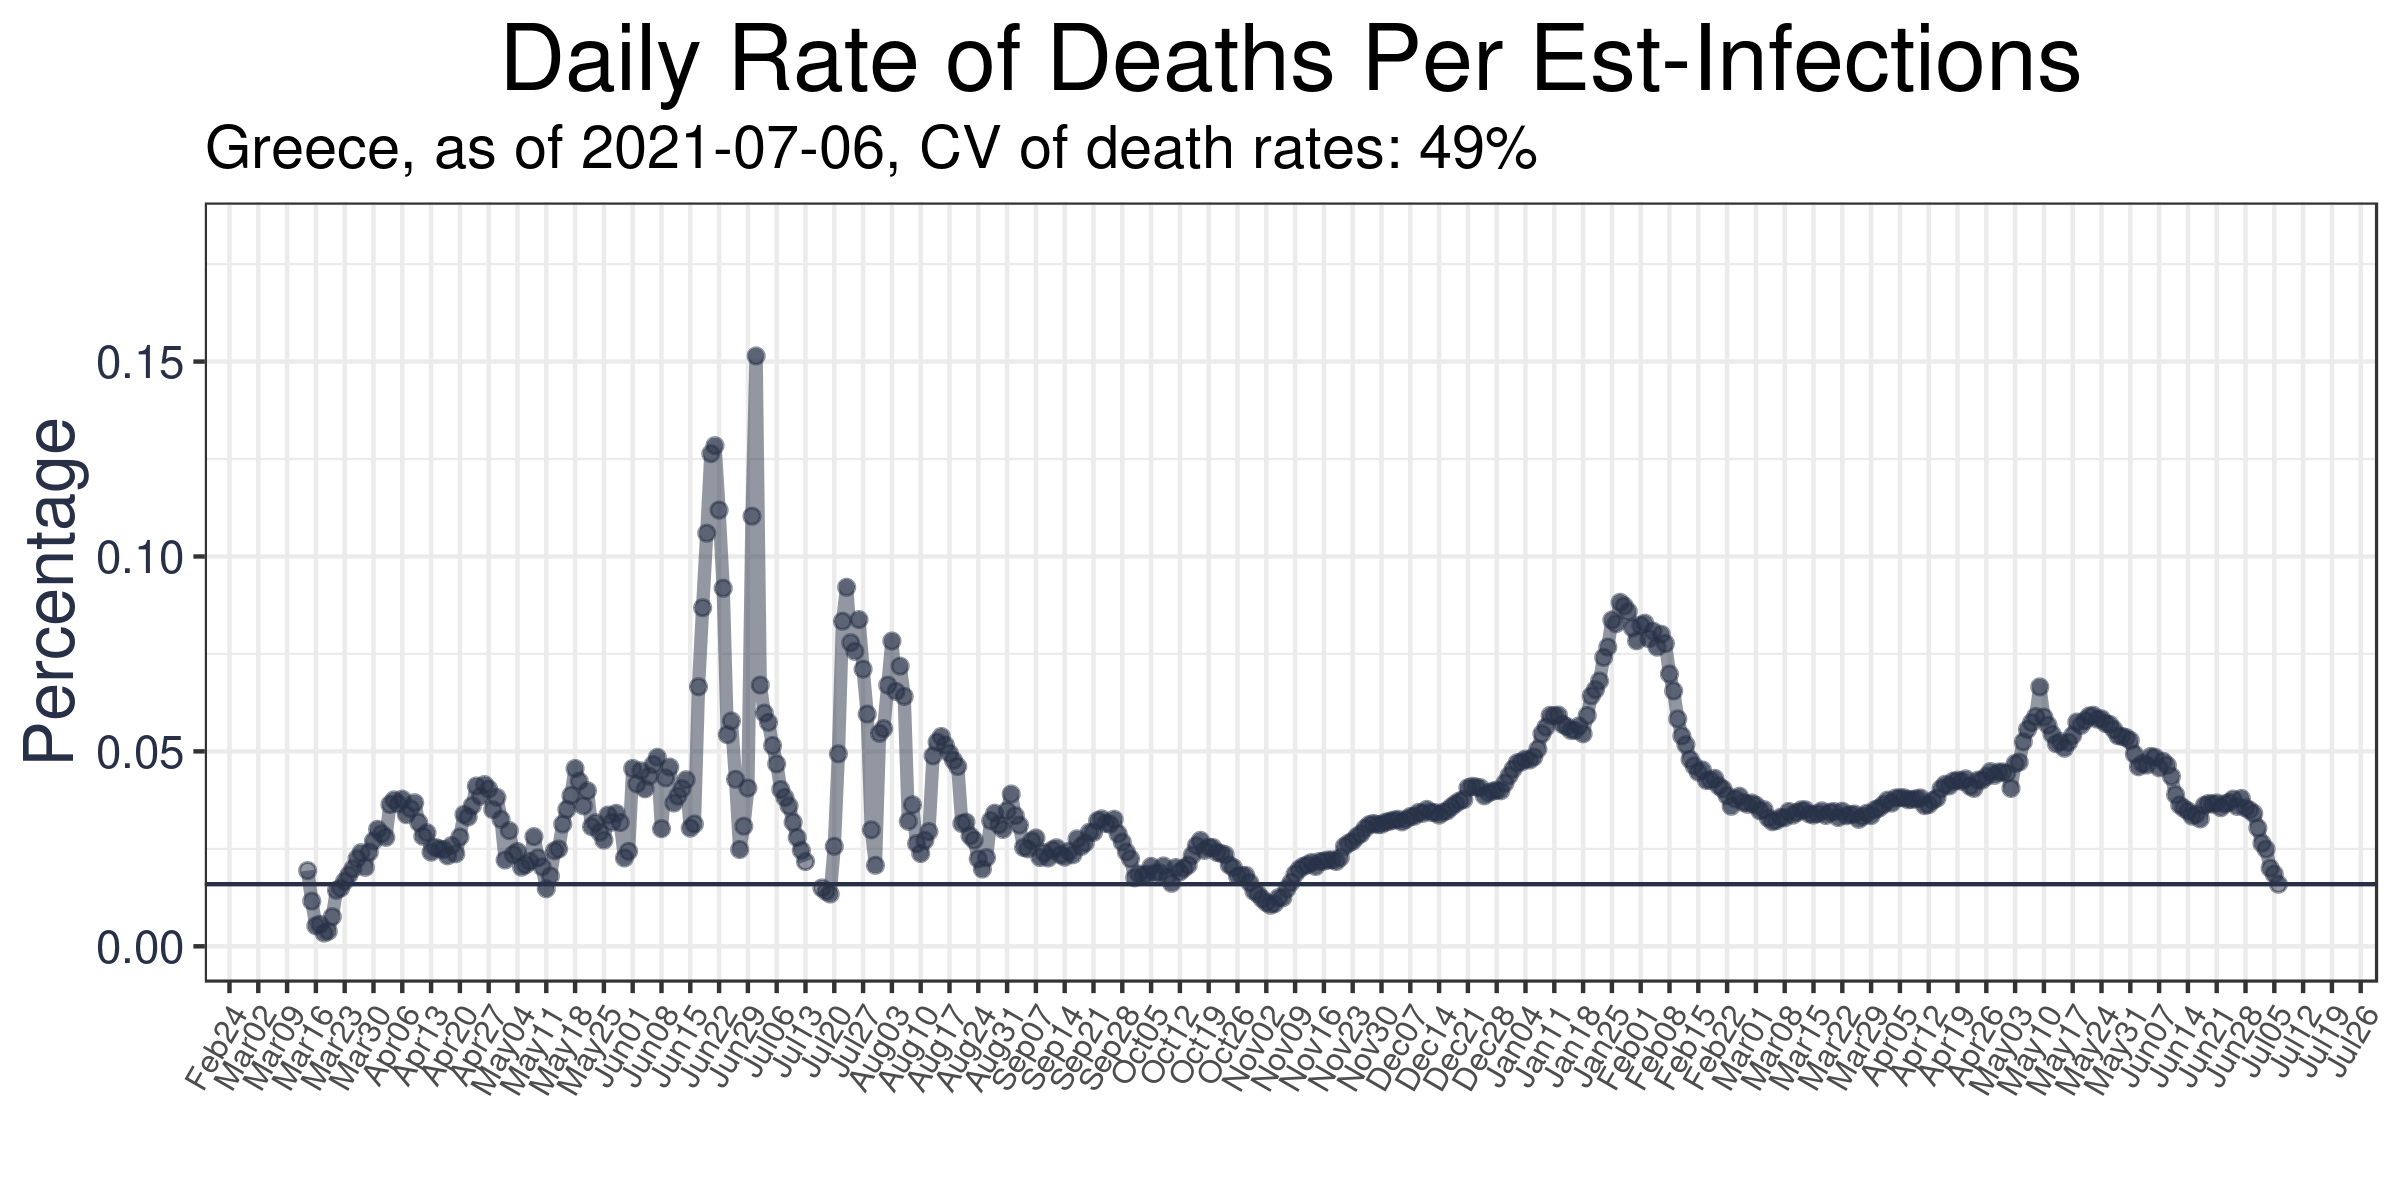 Daily Rate of Deaths Per Est-Infections
Greece, as of 2021-07-06, CV of death rates: 49%
Percentage
0.15
0.10
0.05
0.00
Feb24
Mar02
Mar09
Mar16
Mar23
Mar30
Apr06
Apr13
Apr20
Apr27
May04
May11
May18
May25
Jun01
Jun08
Jun15
Jun22
Jun29
Jul06
Jul13
Jul20
Jul27
Aug03
Aug10
Aug17
Aug24
Aug31
Sep07
Sep14
Sep21
Sep28
Oct05
Oct12
Oct19
Oct26
Nov02
Nov09
Nov16
Nov23
Nov30
Dec07
Dec14
Dec21
Dec28
Jan04
Jan11
Jan18
Jan25
Feb01
Feb08
Feb15
Feb22
Mar01
Mar08
Mar15
Mar22
Mar29
Apr05
Apr12
Apr19
Apr26
May03
May10
May17
May24
May31
Jun07
Jun14
Jun21
Jun28
Jul05
Jul12
Jul19
Jul26